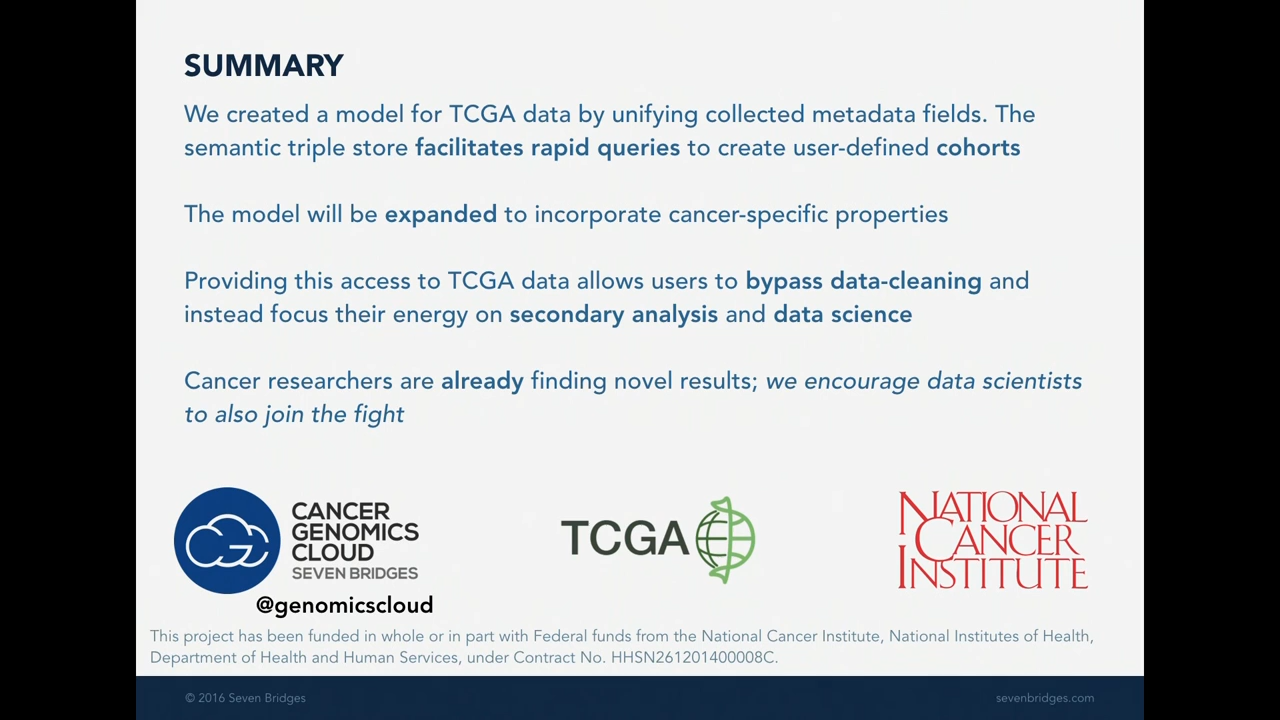 SUMMARY
We created a model for TCGA data by unifying collected metadata fields. The
semantic triple store facilitates rapid queries to create user-defined cohorts
The model will be expanded to incorporate cancer-specific properties
Providing this access to TCGA data allows users to bypass data-cleaning and
instead focus their energy on secondary analysis and data science
Cancer researchers are already finding novel results; we encourage data scientists
to also join the fight
CGC
CANCER
GENOMICS
CLOUD
SEVEN BRIDGES
@genomicscloud
TCGA
NATIONAL
CANCER
INSTITUTE
This project has been funded in whole or in part with Federal funds from the National Cancer Institute, National Institutes of Health,
Department of Health and Human Services, under Contract No. HHSN261201400008C.
© 2016 Seven Bridges
sevenbridges.com